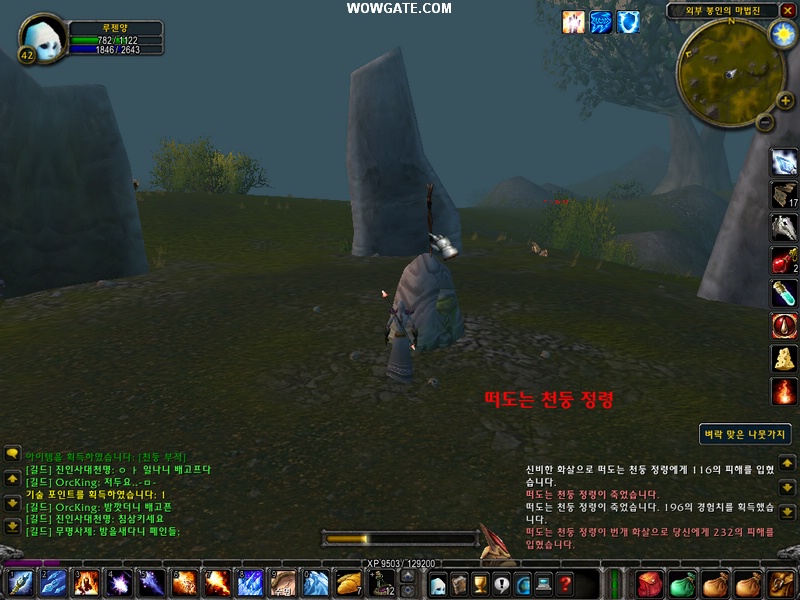 WOWGATE.COM
루젠양
782 / 1122
1846 / 2643
42
외부 봉인의 마법진
N
17
2
떠도는 천둥 정령
벼락 맞은 나뭇가지
아이템을 획득하였습니다: [천둥 부적]
[길드] 진인사대천명: ㅇ ㅏ 일나니 배고프다
[길드] OrcKing: 저두요..-ㅁ-
기술 포인트를 획득하였습니다: 1
[길드] OrcKing: 밤깟더니 배고픈
[길드] 진인사대천명: 침삼키세요
[길드] 무명사제: 밤을새다니 폐인들;
신비한 화살으로 떠도는 천둥 정령에게 116의 피해를 입혔
습니다.
떠도는 천둥 정령이 죽었습니다.
떠도는 천둥 정령이 죽었습니다. 196의 경험치를 획득했습
니다.
떠도는 천둥 정령이 번개 화살으로 당신에게 232의 피해를
입혔습니다.
XP 9503 / 129200
7
12